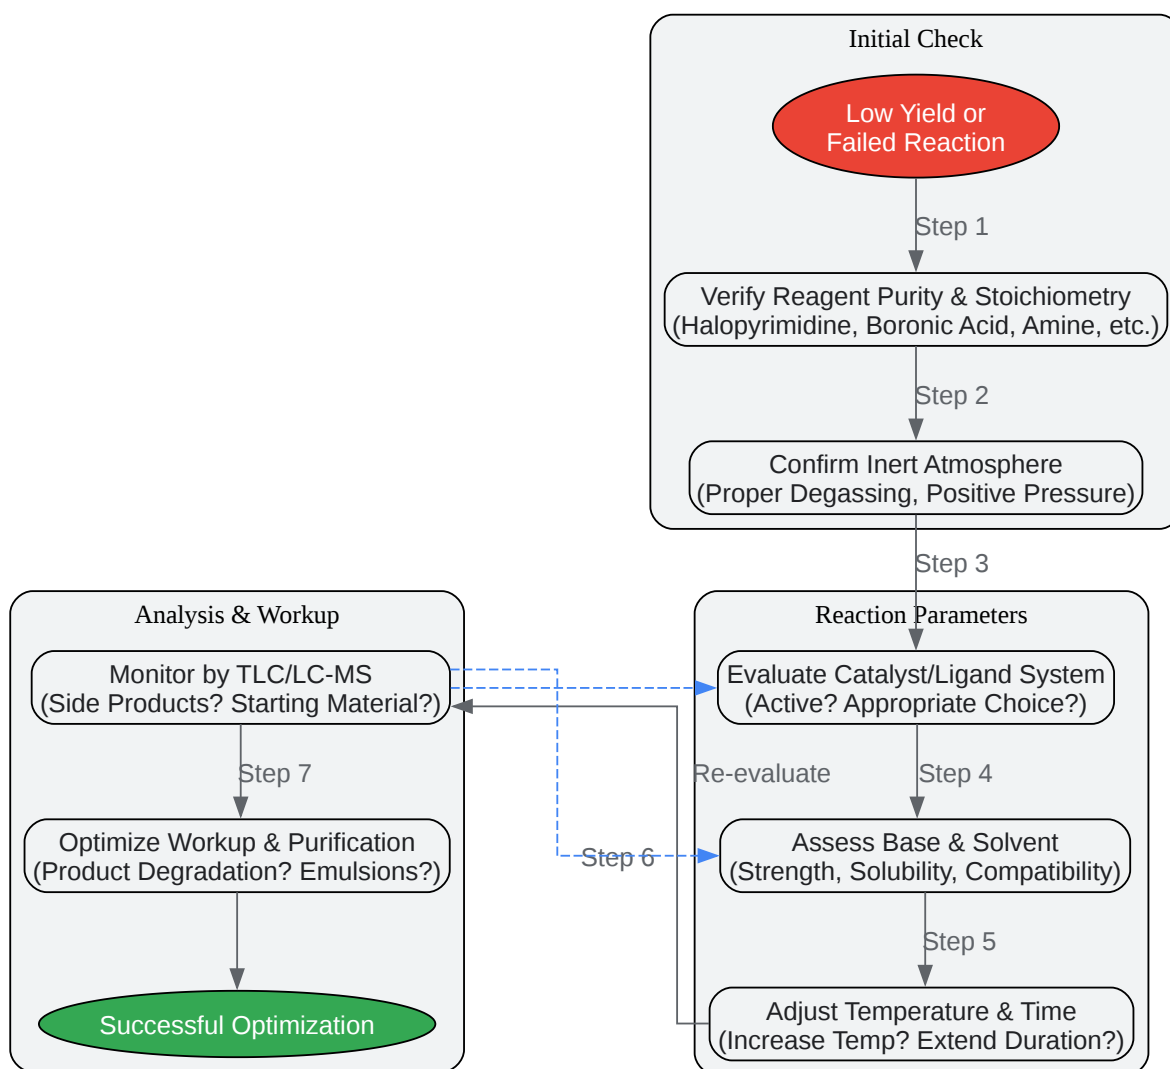 Initial Check
Low Yield or
Failed Reaction
Step 1
Verify Reagent Purity & Stoichiometry
(Halopyrimidine, Boronic Acid, Amine, etc.)
Step 2
Confirm Inert Atmosphere
(Proper Degassing, Positive Pressure)
Step 3
Reaction Parameters
Evaluate Catalyst/Ligand System
(Active? Appropriate Choice?)
Re-evaluate
Step 4
Assess Base & Solvent
(Strength, Solubility, Compatibility)
Step 5
Adjust Temperature & Time
(Increase Temp? Extend Duration?)
Step 6
Analysis & Workup
Monitor by TLC/LC-MS
(Side Products? Starting Material?)
Step 7
Optimize Workup & Purification
(Product Degradation? Emulsions?)
Successful Optimization